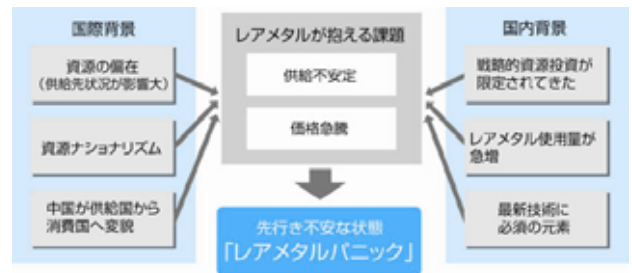 国際背景
資源の偏在
(供給先状況が影響大)
資源ナショナリズム
中国が供給国から
消費国へ変貌
レアメタルが抱える課題
供給不安定
価格急騰
先行き不安な状態
「レアメタルパニック」
国内背景
戦略的資源投資が
限定されてきた
レアメタル使用量が
急増
最新技術に
必須の元素